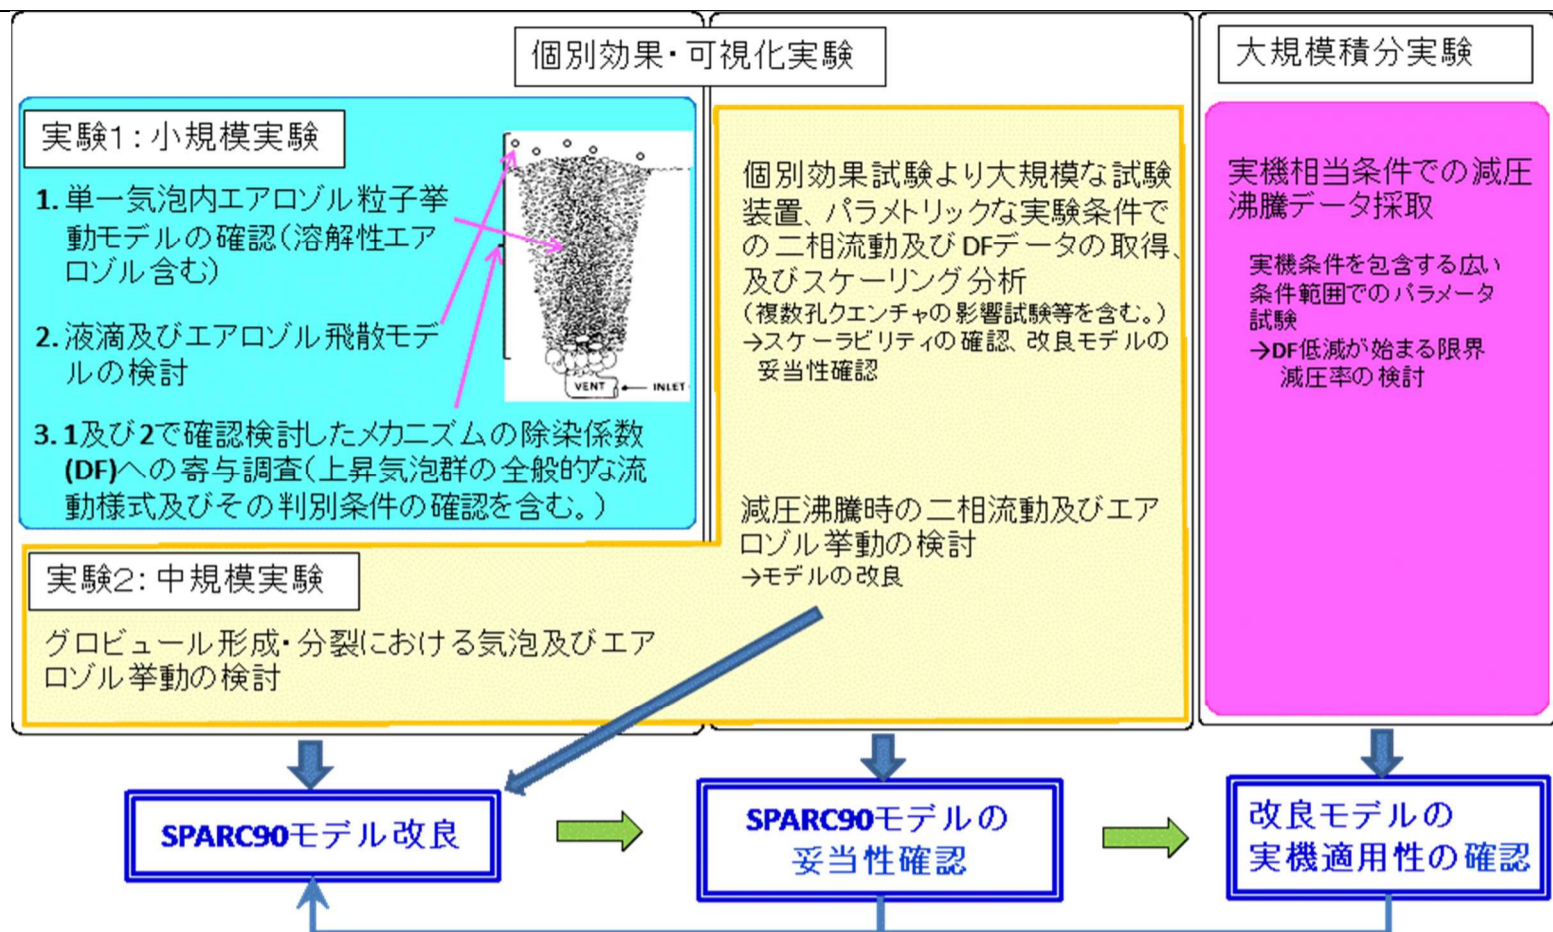 個別効果・可視化実験
大規模積分実験
実験1:小規模実験
1. 単一気泡内エアロゾル粒子挙
動モデルの確認(溶解性エア
ロゾル含む)
2. 液滴及びエアロゾル飛散モデ
ルの検討
3. 1及び2で確認検討したメカニズムの除染係数
(DF)への寄与調査(上昇気泡群の全般的な流
動様式及びその判別条件の確認を含む。)
VENT
INLET
実験2:中規模実験
グロビュール形成・分裂における気泡及びエア
ロゾル挙動の検討
個別効果試験より大規模な試験
装置、パラメトリックな実験条件で
の二相流動及びDFデータの取得、
及びスケーリング分析
(複数孔クエンチャの影響試験等を含む。)
→スケーラビリティの確認、改良モデルの
妥当性確認
減圧沸騰時の二相流動及びエア
ロゾル挙動の検討
→モデルの改良
実機相当条件での減圧
沸騰データ採取
実機条件を包含する広い
条件範囲でのパラメータ
試験
→DF低減が始まる限界
減圧率の検討
SPARC90モデル改良
SPARC90モデルの
妥当性確認
改良モデルの
実機適用性の確認